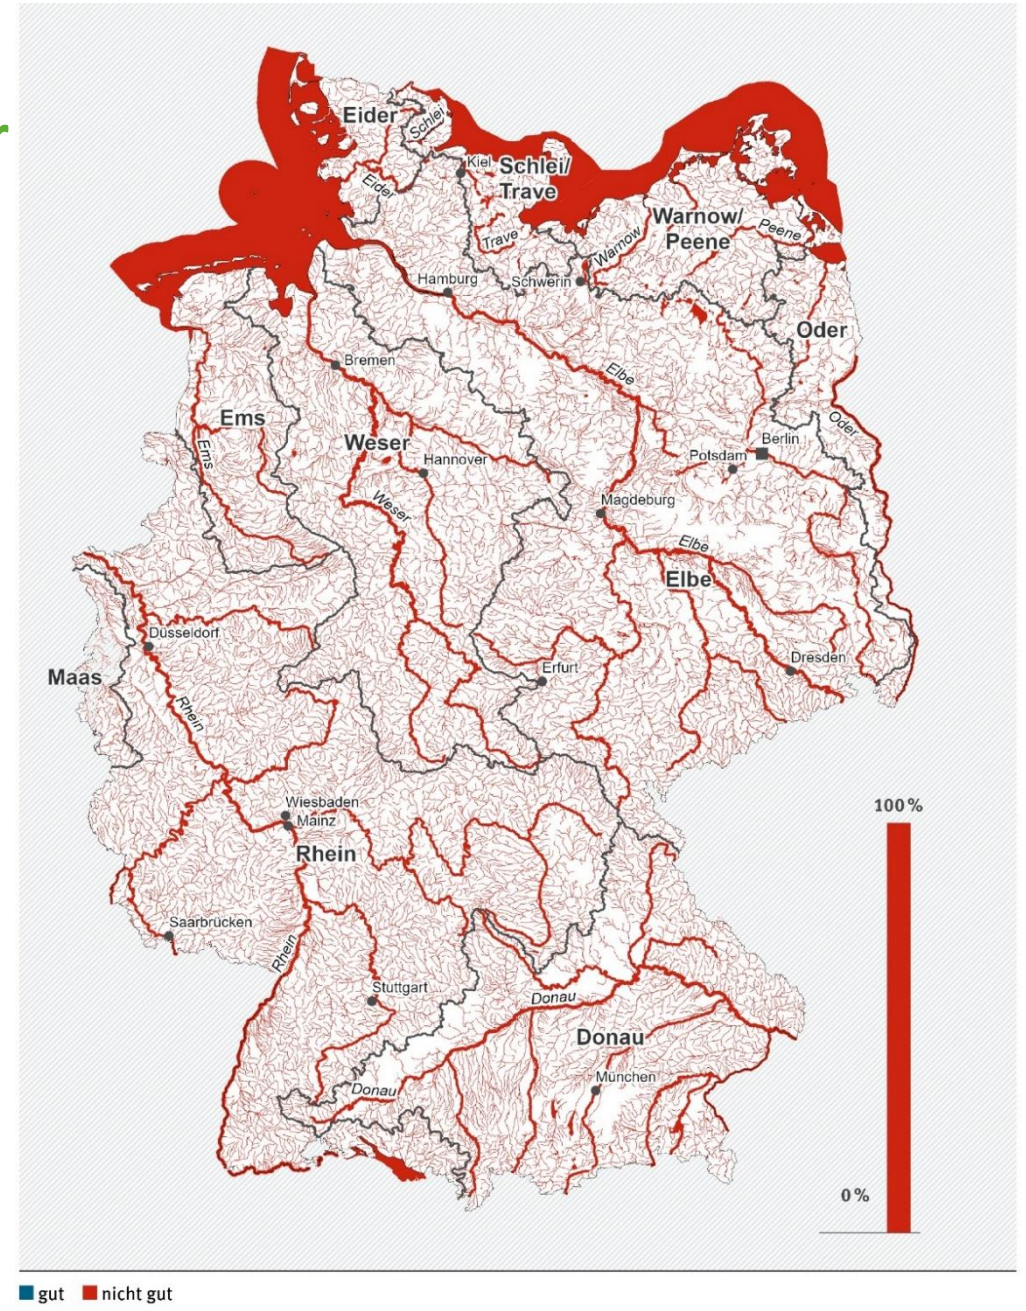 Eider
Schlei
Kiel
Schlei/
Trave
Eider
Warnow/
Peene
Peene
Trave
Warnow
Hamburg
Schwerin
Oder
Bremen
Elbe
Ems
Oder
Weser
Berlin
Ems
Hannover
Potsdam
Weser
Magdeburg
Elbe
Elbe
Düsseldorf
Dresden
Erfurt
Maas
Rhein
Wiesbaden
Mainz
100 %
Rhein
Saarbrücken
Rhein
Stuttgart
Donau
Donau
München
Donau
0 %
gut
nicht gut